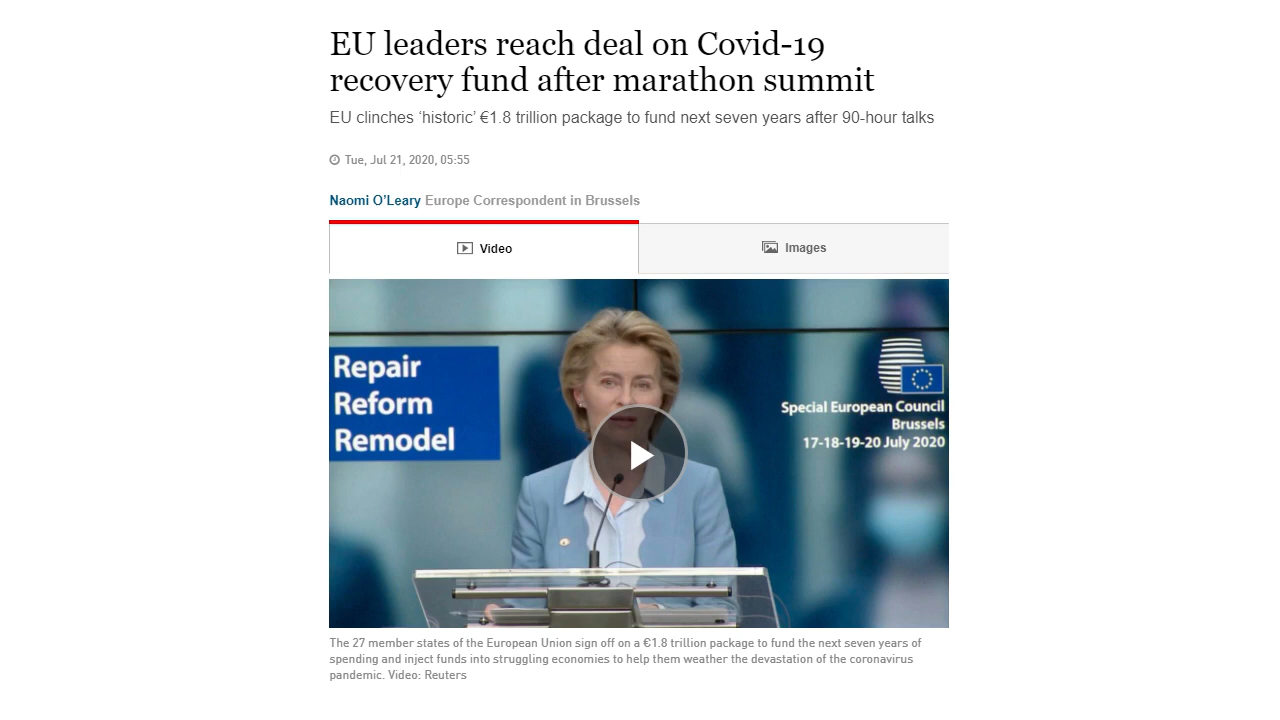 EU leaders reach deal on Covid-19
recovery fund after marathon summit
EU clinches ‘historic’ €1.8 trillion package to fund next seven years after 90-hour talks
Tue, Jul 21, 2020, 05:55
Naomi O’Leary Europe Correspondent in Brussels
Video
Images
Repair
Reform
Remodel
Special European Council
Brussels
17-18-19-20 July 2020
The 27 member states of the European Union sign off on a €1.8 trillion package to fund the next seven years of
spending and inject funds into struggling economies to help them weather the devastation of the coronavirus
pandemic. Video: Reuters